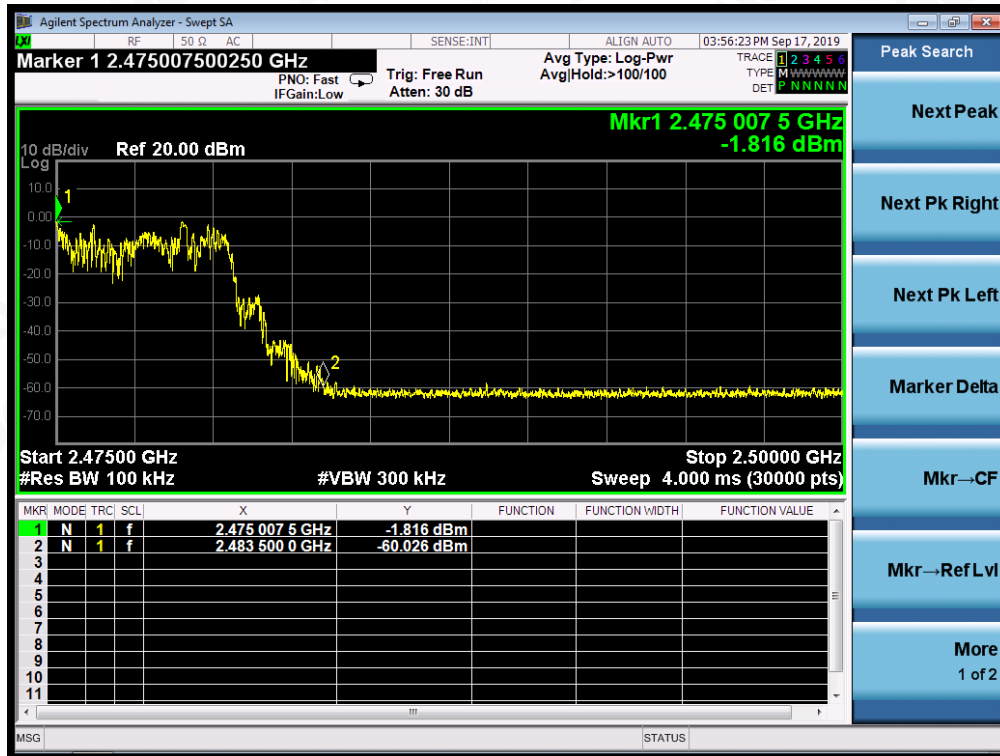 Agilent Spectrum Analyzer - Swept SA
LXI RF 50 Ω AC SENSE:INT ALIGN AUTO 03:56:23 PM Sep 17, 2019
Marker 1 2.475007500250 GHz
PNO: Fast
IFGain:Low
Trig: Free Run
Atten: 30 dB
Avg Type: Log-Pwr
Avg|Hold:>100/100
TRACE 1 2 3 4 5 6
TYPE M WWWWW
DET P N N N N N
Mkr1 2.475 007 5 GHz
-1.816 dBm
10 dB/div Ref 20.00 dBm
Log
10.0
0.00
-10.0
-20.0
-30.0
-40.0
-50.0
-60.0
-70.0
1
2
Start 2.47500 GHz Stop 2.50000 GHz
#Res BW 100 kHz #VBW 300 kHz Sweep 4.000 ms (30000 pts)
MKR MODE TRC SCL X Y FUNCTION FUNCTION WIDTH FUNCTION VALUE
1 N 1 f 2.475 007 5 GHz -1.816 dBm
2 N 1 f 2.483 500 0 GHz -60.026 dBm
3
4
5
6
7
8
9
10
11
MSG STATUS
Peak Search
Next Peak
Next Pk Right
Next Pk Left
Marker Delta
Mkr→CF
Mkr→Ref Lvl
More
1 of 2